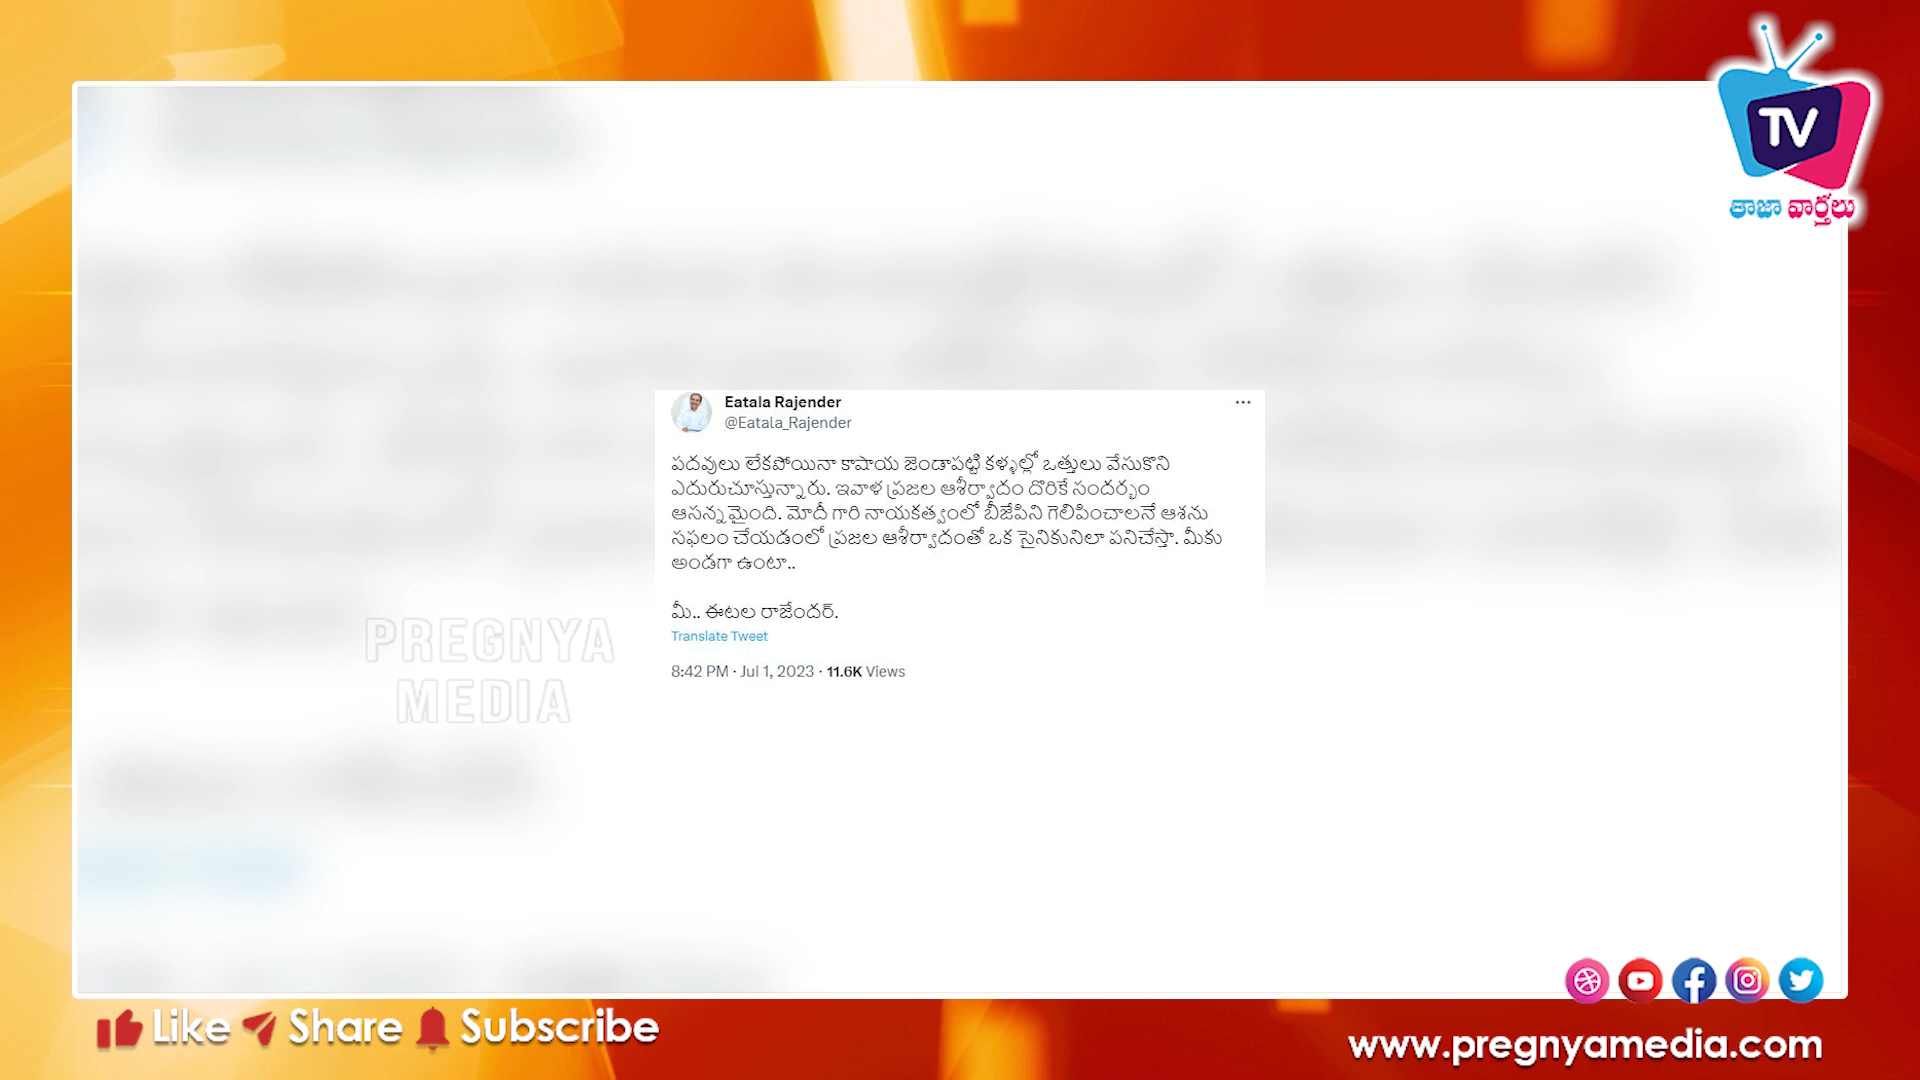 TV
తాజా వార్తలు
Eatala Rajender
@Eatala_Rajender
పదవులు లేకపోయినా కాషాయ జెండాపట్టి కళ్ళల్లో ఒత్తులు వేసుకొని
ఎదురుచూస్తున్నారు. ఇవాళ ప్రజల ఆశీర్వాదం దొరికే సందర్భం
ఆసన్నమైంది. మోదీ గారి నాయకత్వంలో బీజేపిని గెలిపించాలనే ఆశను
సఫలం చేయడంలో ప్రజల ఆశీర్వాదంతో ఒక సైనికునిలా పనిచేస్తా. మీకు
అండగా ఉంటా..
మీ.. ఈటల రాజేందర్.
Translate Tweet
8:42 PM · Jul 1, 2023 · 11.6K Views
PREGNYA
MEDIA
Like Share Subscribe
www.pregnyamedia.com